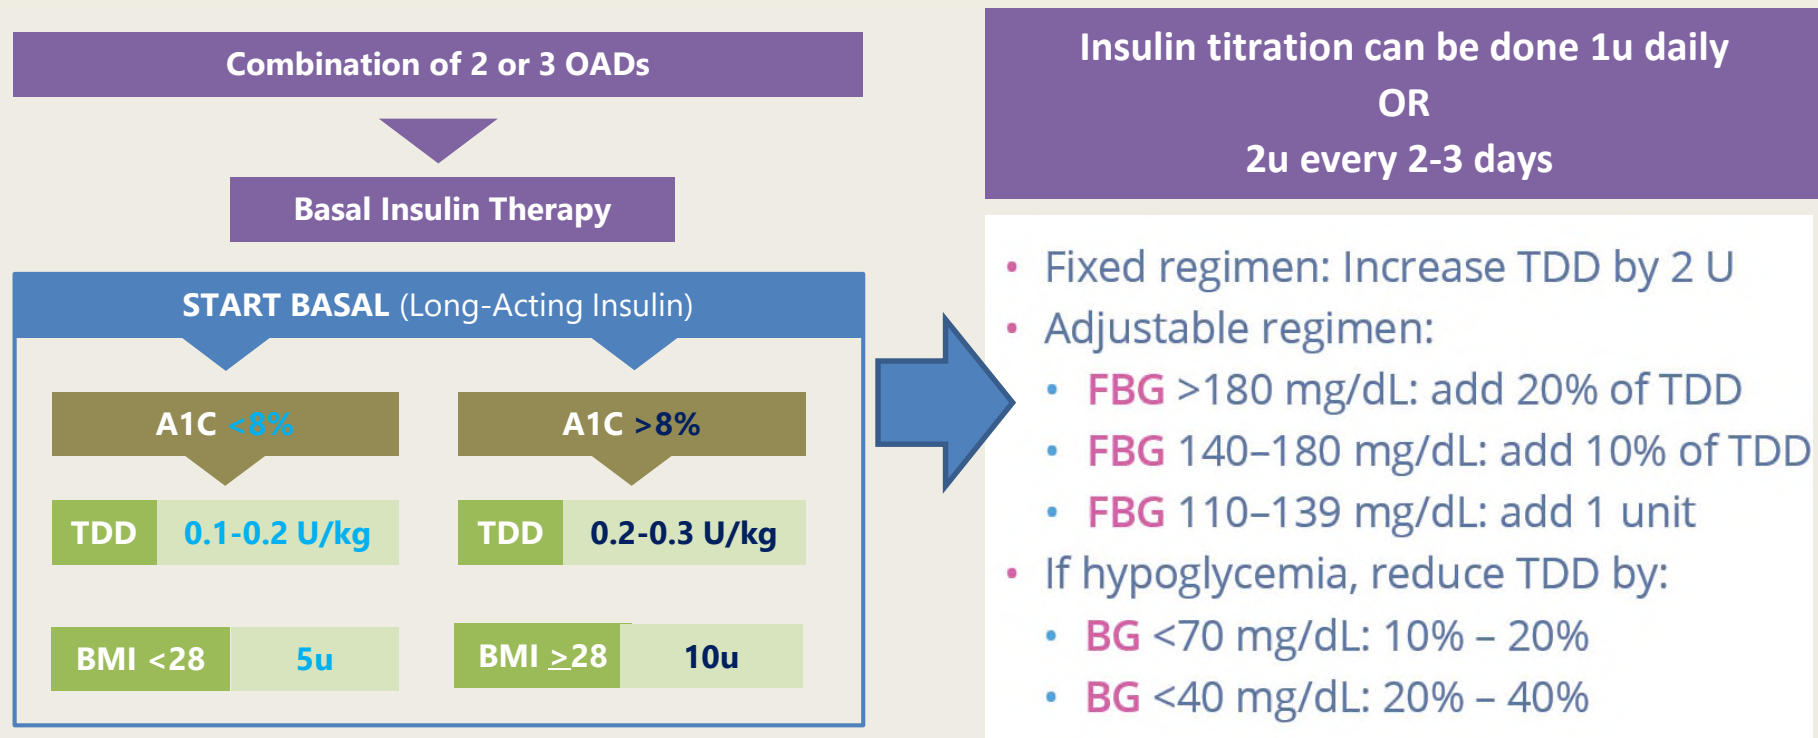 Combination of 2 or 3 OADs
Basal Insulin Therapy
START BASAL (Long-Acting Insulin)
A1C <8%
A1C >8%
TDD 0.1-0.2 U/kg
TDD 0.2-0.3 U/kg
BMI <28 5u
BMI ≥28 10u
Insulin titration can be done 1u daily
OR
2u every 2-3 days
• Fixed regimen: Increase TDD by 2 U
• Adjustable regimen:
• FBG >180 mg/dL: add 20% of TDD
• FBG 140–180 mg/dL: add 10% of TDD
• FBG 110–139 mg/dL: add 1 unit
• If hypoglycemia, reduce TDD by:
• BG <70 mg/dL: 10% – 20%
• BG <40 mg/dL: 20% – 40%